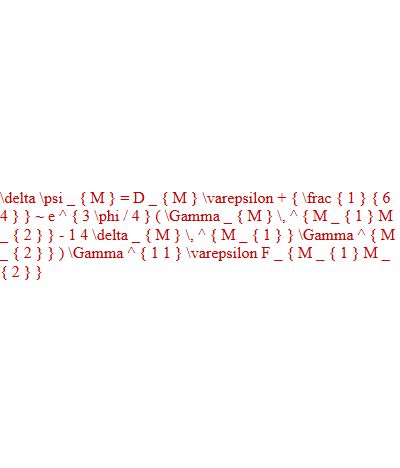 \delta \psi _ { M } = D _ { M } \varepsilon + { \frac { 1 } { 6
4 } } ~ e ^ { 3 \phi / 4 } ( \Gamma _ { M } \, ^ { M _ { 1 } M
_ { 2 } } - 1 4 \delta _ { M } \, ^ { M _ { 1 } } \Gamma ^ { M
_ { 2 } } ) \Gamma ^ { 1 1 } \varepsilon F _ { M _ { 1 } M _
{ 2 } }